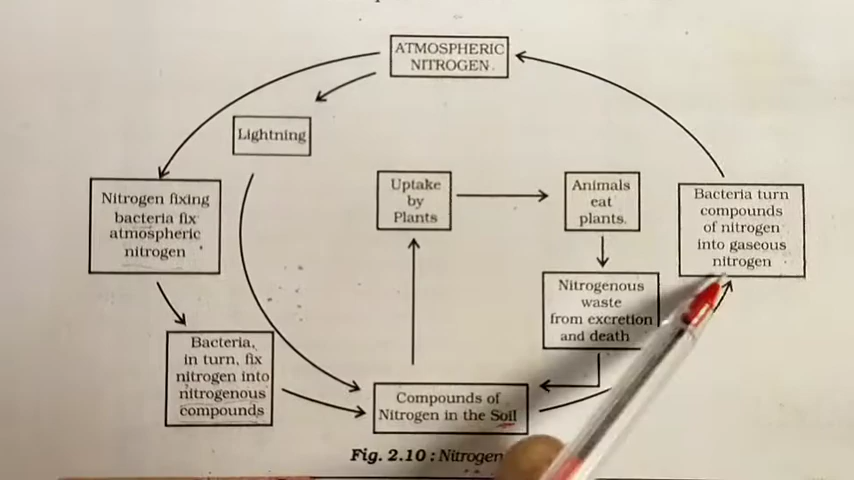 ATMOSPHERIC
NITROGEN.
Lightning
Nitrogen fixing
bacteria fix
atmospheric
nitrogen
Uptake
by
Plants
Animals
eat
plants.
Bacteria turn
compounds
of nitrogen
into gaseous
nitrogen
Nitrogenous
waste
from excretion
and death
Bacteria,
in turn, fix
nitrogen into
nitrogenous
compounds
Compounds of
Nitrogen in the Soil
Fig. 2.10 : Nitrogen